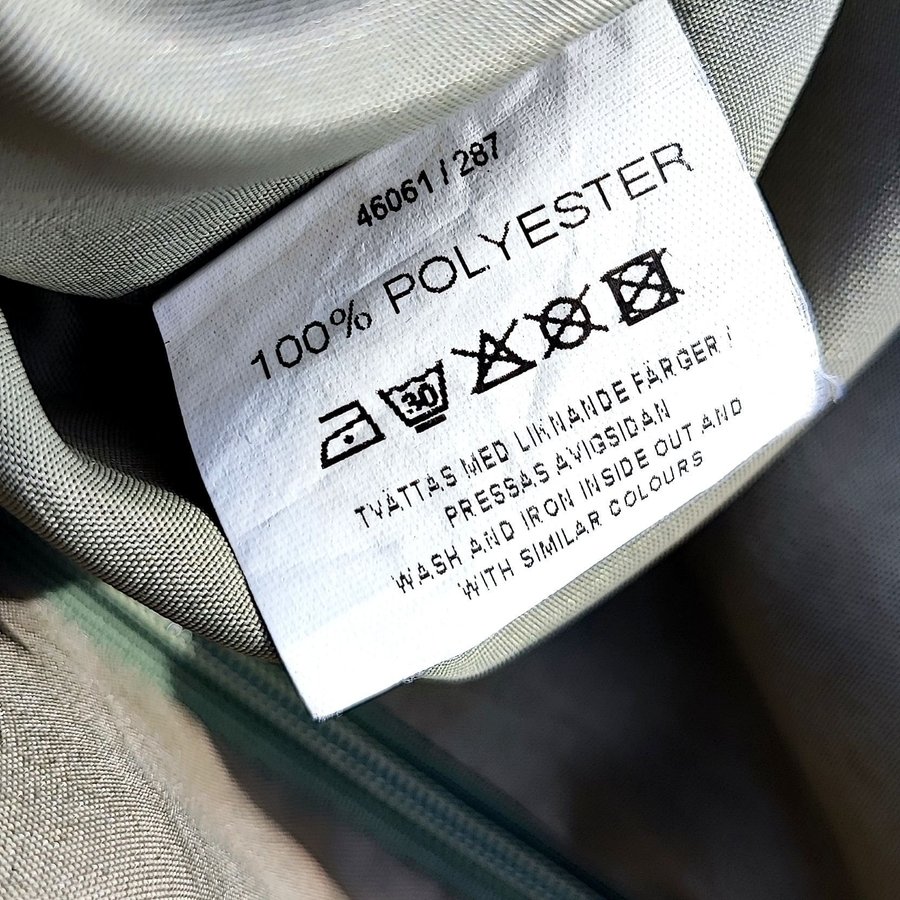 46061 / 287
100% POLYESTER
30
TVÄTTAS MED LIKNANDE FÄRGER /
PRESSAS AVIGSIDAN
WASH AND IRON INSIDE OUT AND
WITH SIMILAR COLOURS